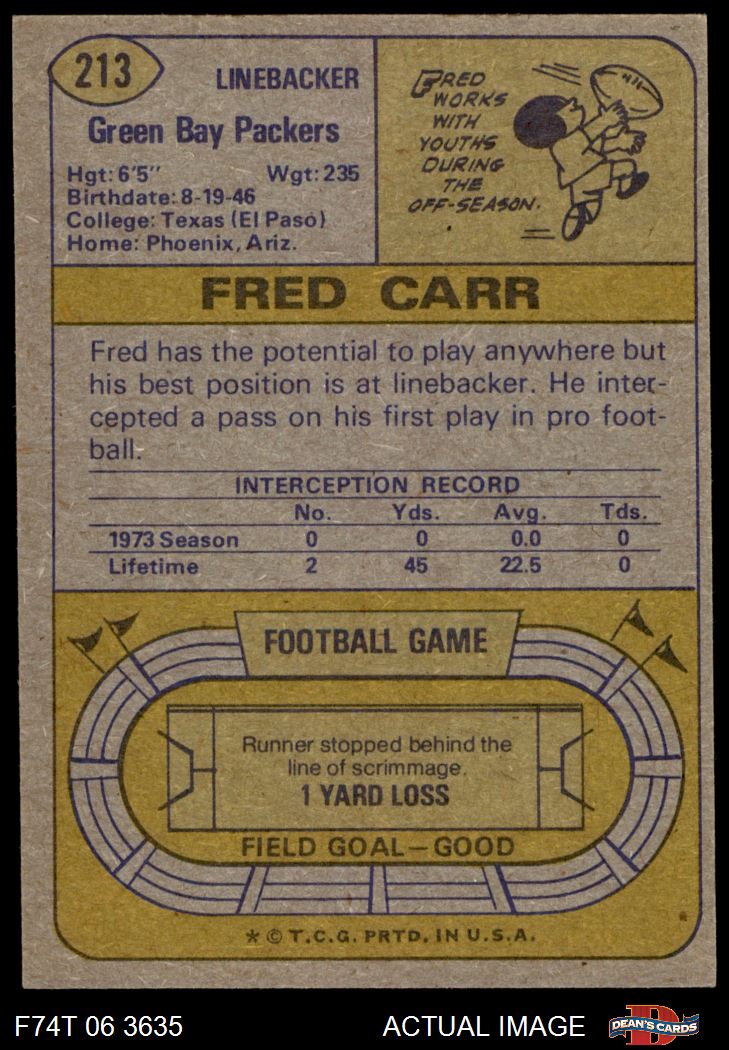 213
LINEBACKER
Green Bay Packers
Hgt: 6'5" Wgt: 235
Birthdate: 8-19-46
College: Texas (El Paso)
Home: Phoenix, Ariz.
FRED
WORKS
WITH
YOUTHS
DURING
THE
OFF-SEASON.
FRED CARR
Fred has the potential to play anywhere but
his best position is at linebacker. He inter-
cepted a pass on his first play in pro foot-
ball.
INTERCEPTION RECORD
No. Yds. Avg. Tds.
1973 Season 0 0 0.0 0
Lifetime 2 45 22.5 0
FOOTBALL GAME
Runner stopped behind the
line of scrimmage.
1 YARD LOSS
FIELD GOAL—GOOD
* © T.C.G. PRTD. IN U.S.A.
F74T 06 3635 ACTUAL IMAGE DEAN'S CARDS